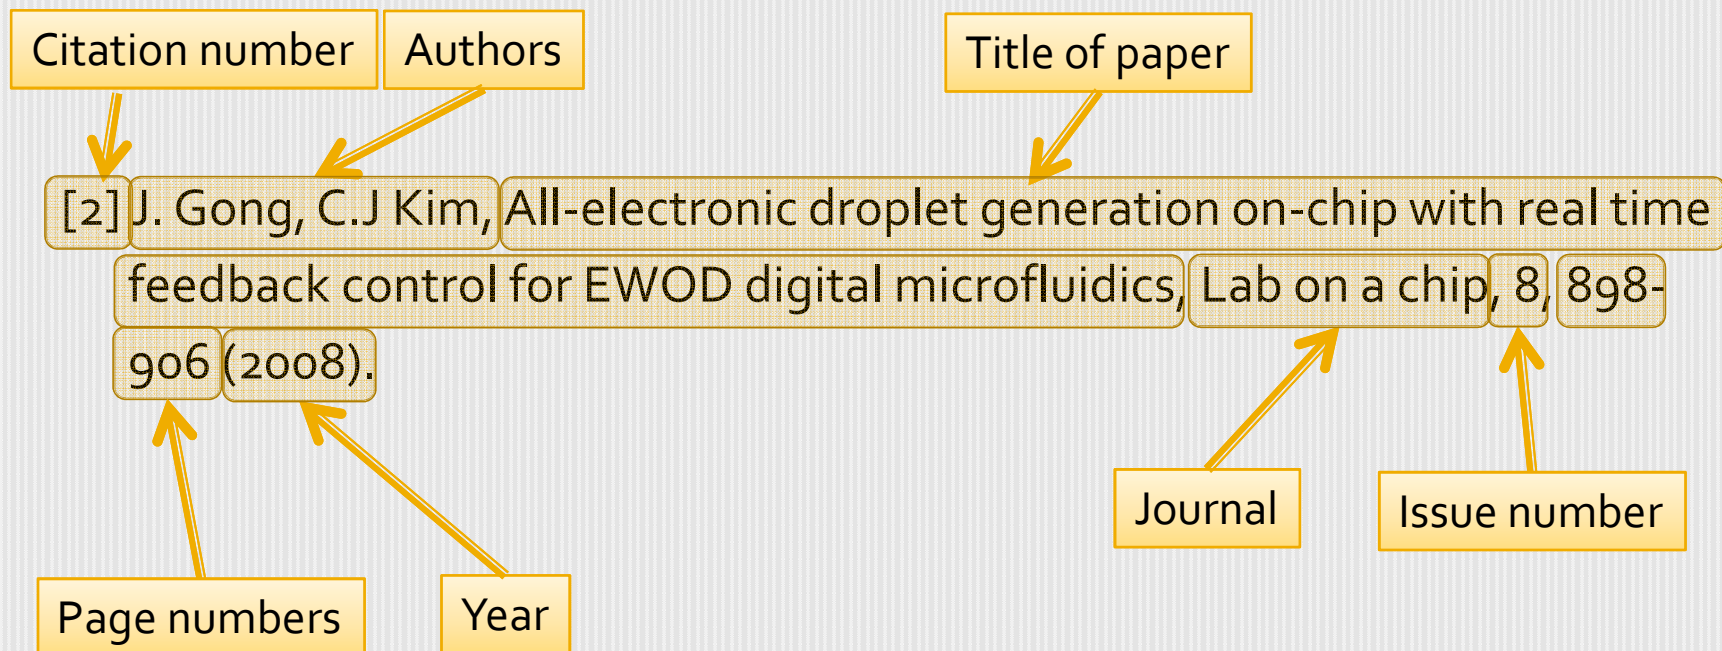 Citation number
Authors
Title of paper
[2] J. Gong, C.J Kim, All-electronic droplet generation on-chip with real time
feedback control for EWOD digital microfluidics, Lab on a chip, 8, 898-
906 (2008).
Journal
Issue number
Page numbers
Year